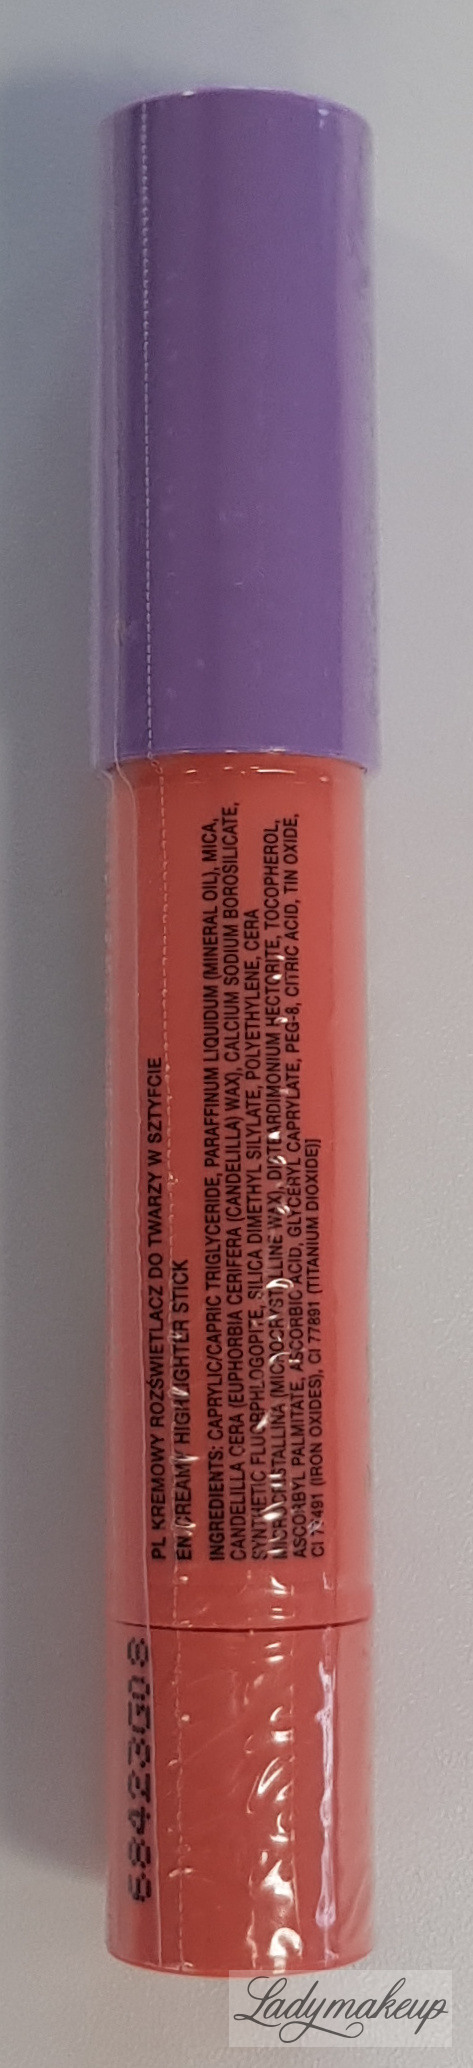 PL KREMOWY ROZŚWIETLACZ DO TWARZY W SZTYFCIE
EN CREAMY HIGHLIGHTER STICK
INGREDIENTS: CAPRYLIC/CAPRIC TRIGLYCERIDE, PARAFFINUM LIQUIDUM (MINERAL OIL), MICA,
CANDELILLA CERA (EUPHORBIA CERIFERA (CANDELILLA) WAX), CALCIUM SODIUM BOROSILICATE,
SYNTHETIC FLUORPHLOGOPITE, SILICA DIMETHYL SILYLATE, POLYETHYLENE, CERA
MICROCRISTALLINA (MICROCRYSTALLINE WAX), DISTEARDIMONIUM HECTORITE, TOCOPHEROL,
ASCORBYL PALMITATE, ASCORBIC ACID, GLYCERYL CAPRYLATE, PEG-8, CITRIC ACID, TIN OXIDE,
CI 77491 (IRON OXIDES), CI 77891 (TITANIUM DIOXIDE)]
68423G08
Ladymakeup